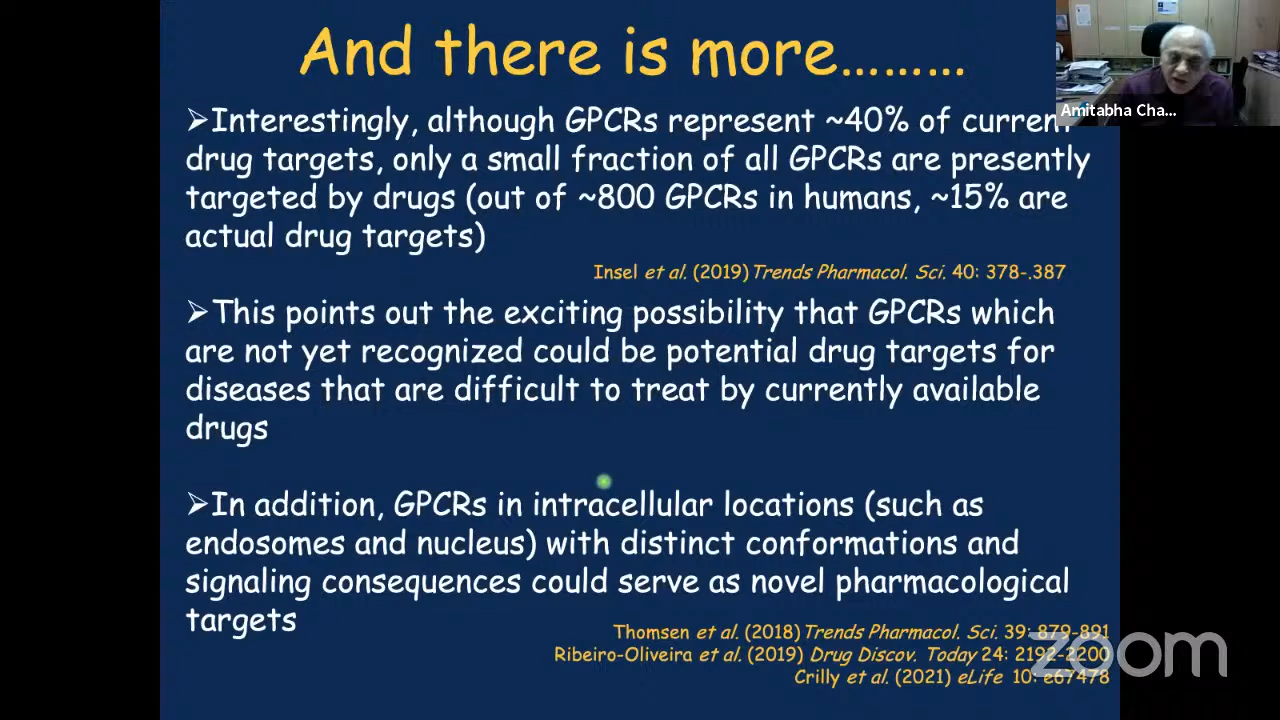 And there is more………
➢Interestingly, although GPCRs represent ~40% of current
drug targets, only a small fraction of all GPCRs are presently
targeted by drugs (out of ~800 GPCRs in humans, ~15% are
actual drug targets)
Insel et al. (2019) Trends Pharmacol. Sci. 40: 378-.387
➢This points out the exciting possibility that GPCRs which
are not yet recognized could be potential drug targets for
diseases that are difficult to treat by currently available
drugs
➢In addition, GPCRs in intracellular locations (such as
endosomes and nucleus) with distinct conformations and
signaling consequences could serve as novel pharmacological
targets
Thomsen et al. (2018) Trends Pharmacol. Sci. 39: 879-891
Ribeiro-Oliveira et al. (2019) Drug Discov. Today 24: 2192-2200
Crilly et al. (2021) eLife 10: e67478
Amitabha Cha...
zoom